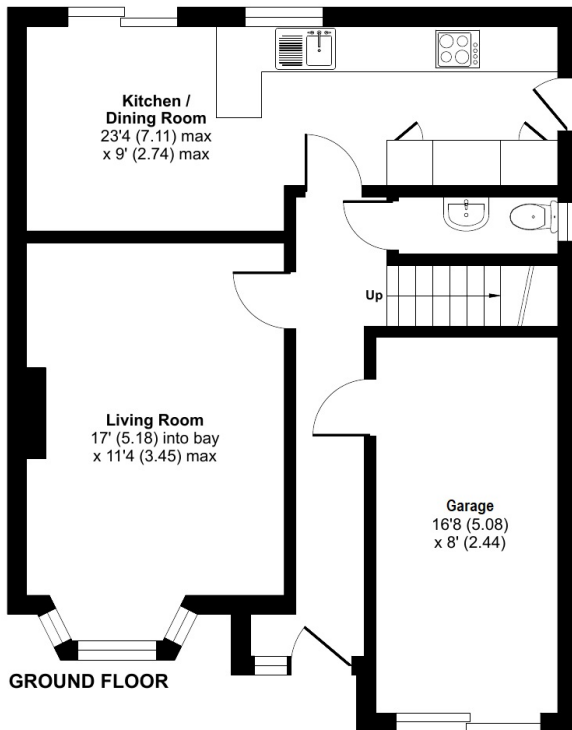 Kitchen /
Dining Room
23'4 (7.11) max
x 9' (2.74) max
Up
Living Room
17' (5.18) into bay
x 11'4 (3.45) max
Garage
16'8 (5.08)
x 8' (2.44)
GROUND FLOOR